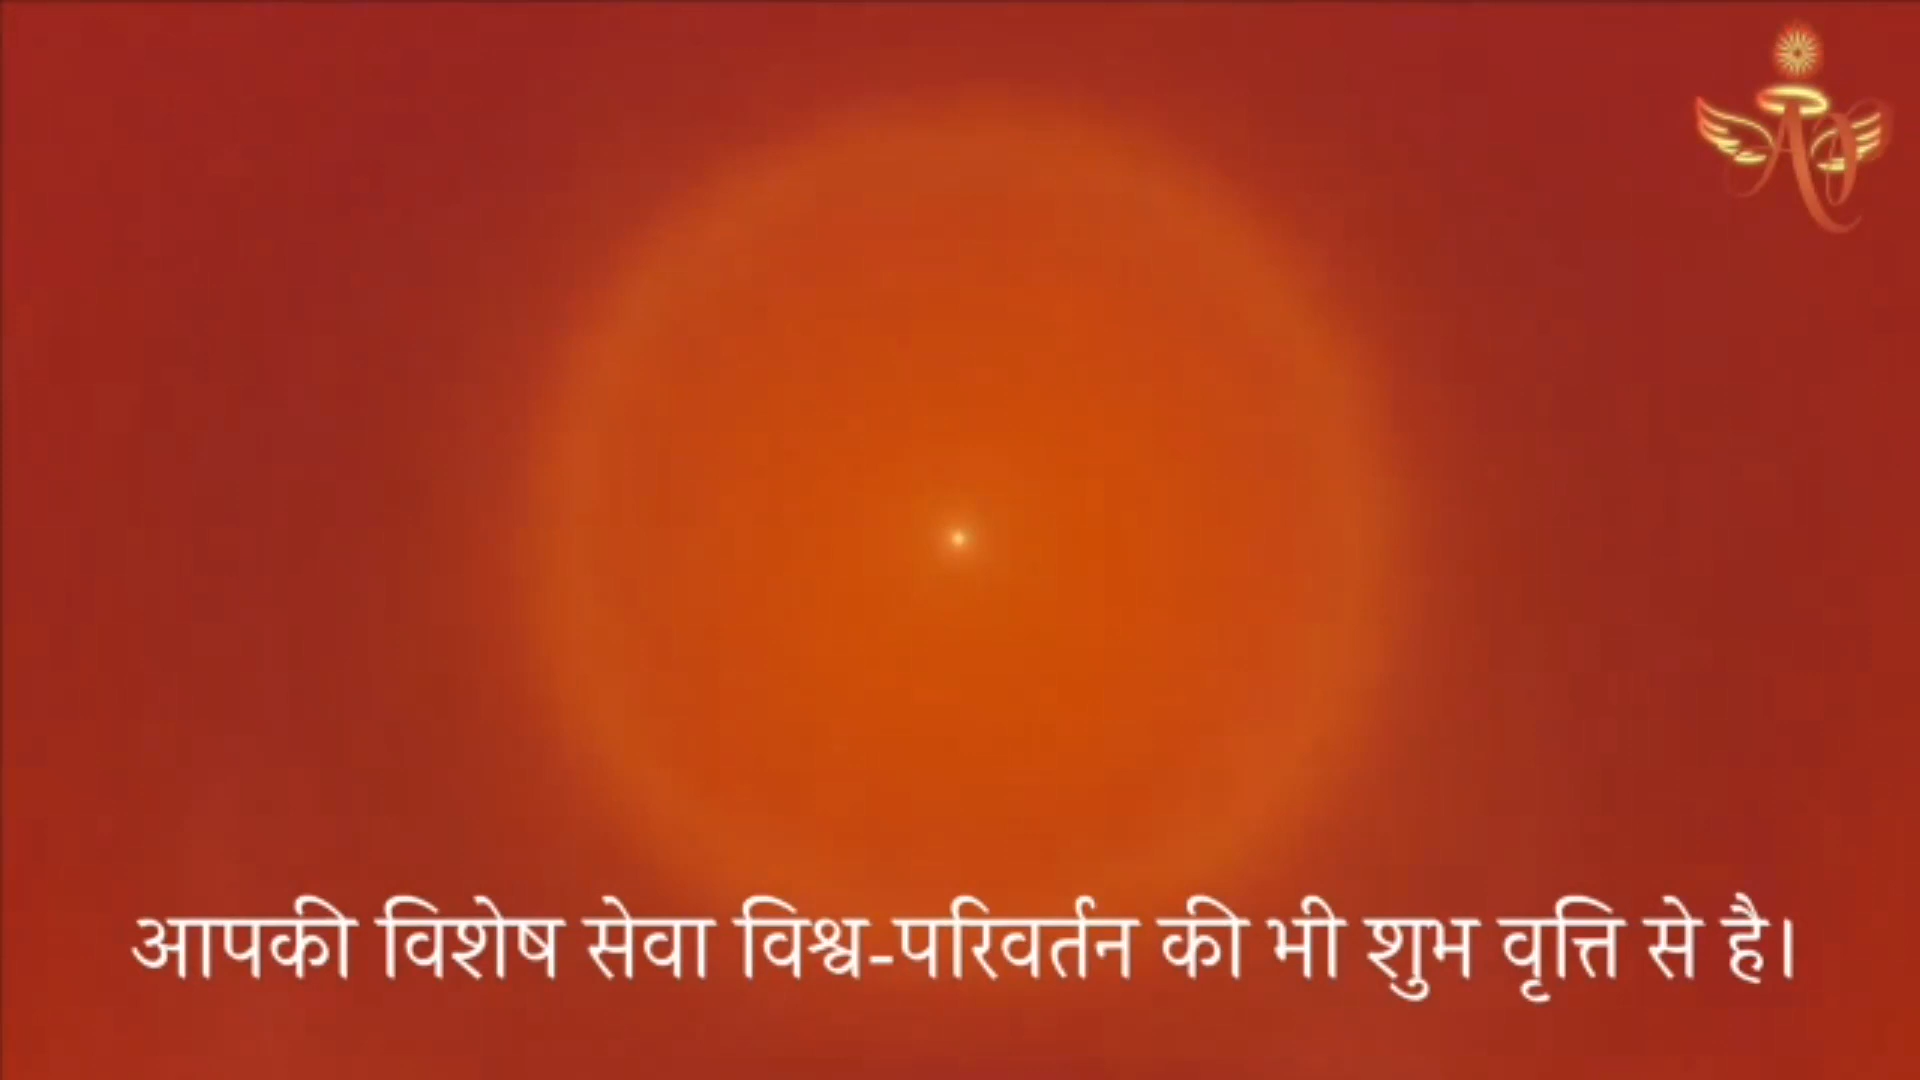 आपकी विशेष सेवा विश्व-परिवर्तन की भी शुभ वृत्ति से है।